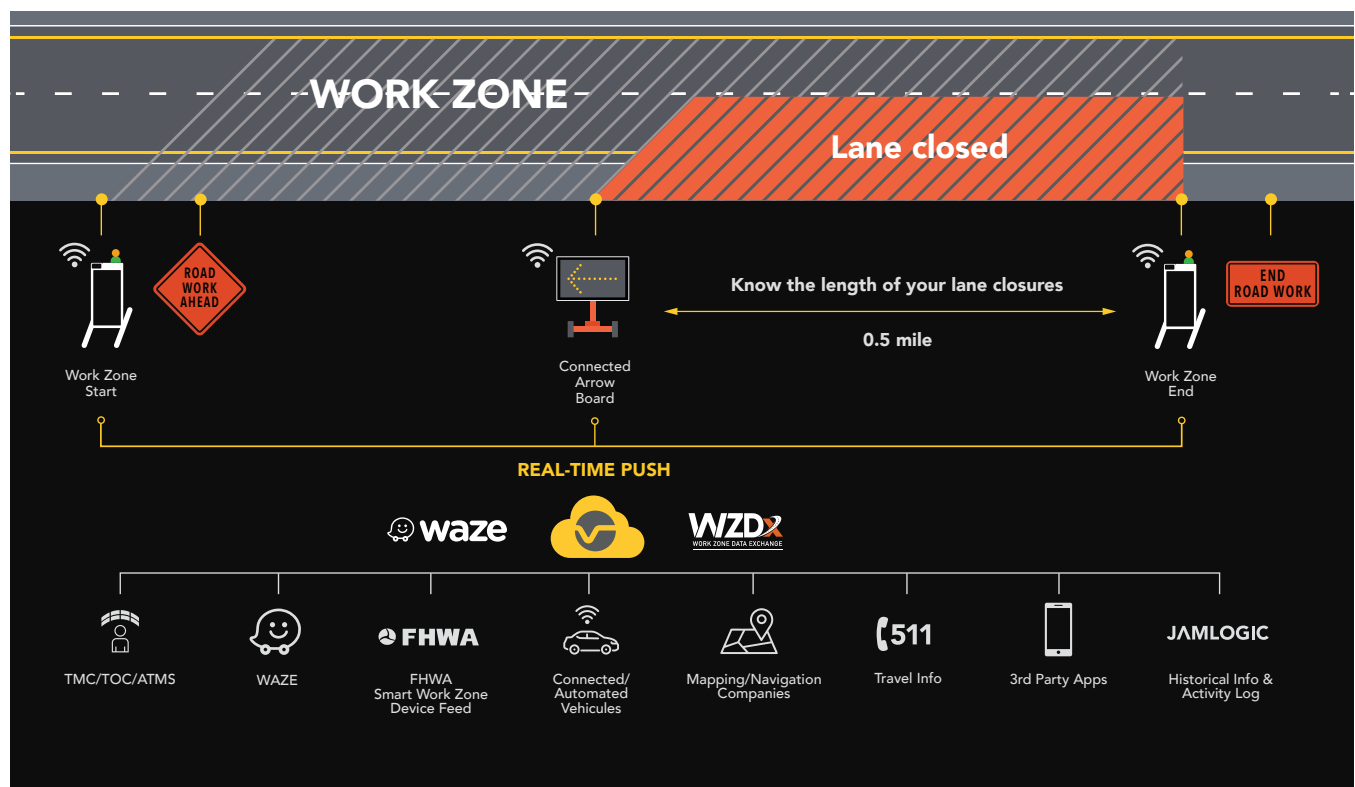 WORK ZONE
Lane closed
ROAD
WORK
AHEAD
END
ROAD WORK
Know the length of your lane closures
0.5 mile
Work Zone
Start
Connected
Arrow
Board
Work Zone
End
REAL-TIME PUSH
waze
WZDx
WORK ZONE DATA EXCHANGE
FHWA
511
JAMLOGIC
TMC/TOC/ATMS
WAZE
FHWA
Smart Work Zone
Device Feed
Connected/
Automated
Vehicules
Mapping/Navigation
Companies
Travel Info
3rd Party Apps
Historical Info &
Activity Log